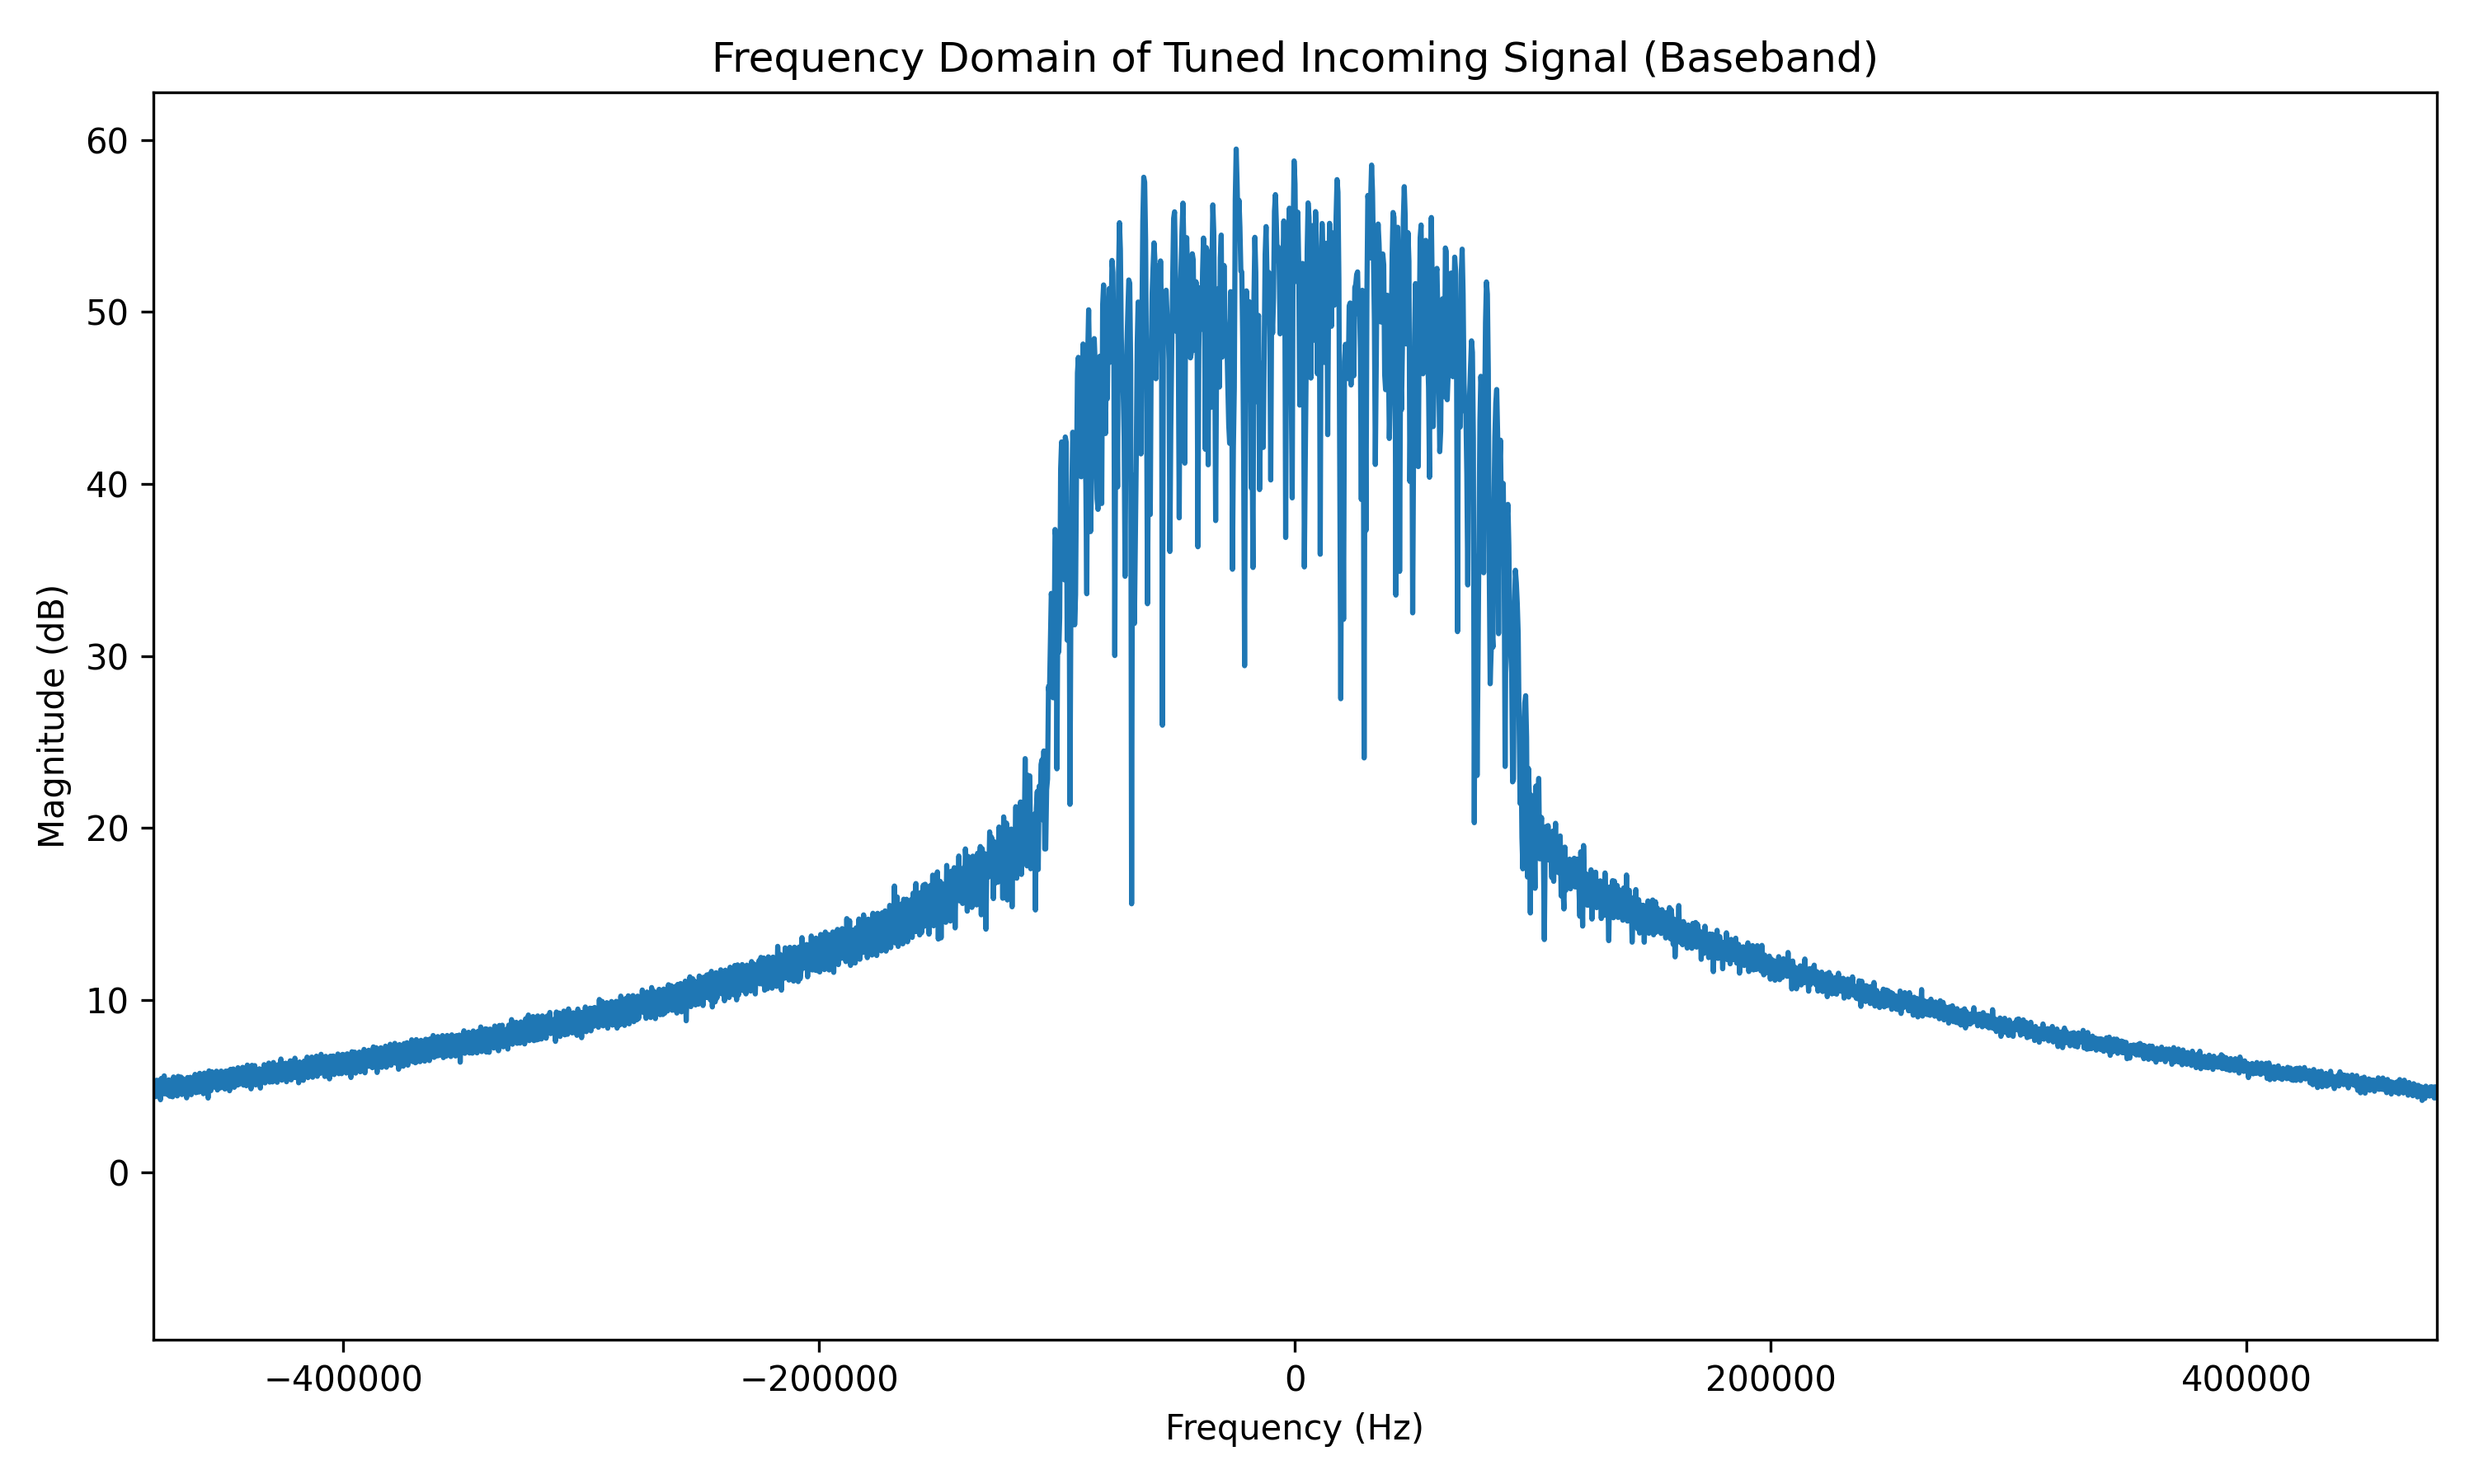 Frequency Domain of Tuned Incoming Signal (Baseband)
Magnitude (dB)
60
50
40
30
20
10
0
−400000 −200000 0 200000 400000
Frequency (Hz)